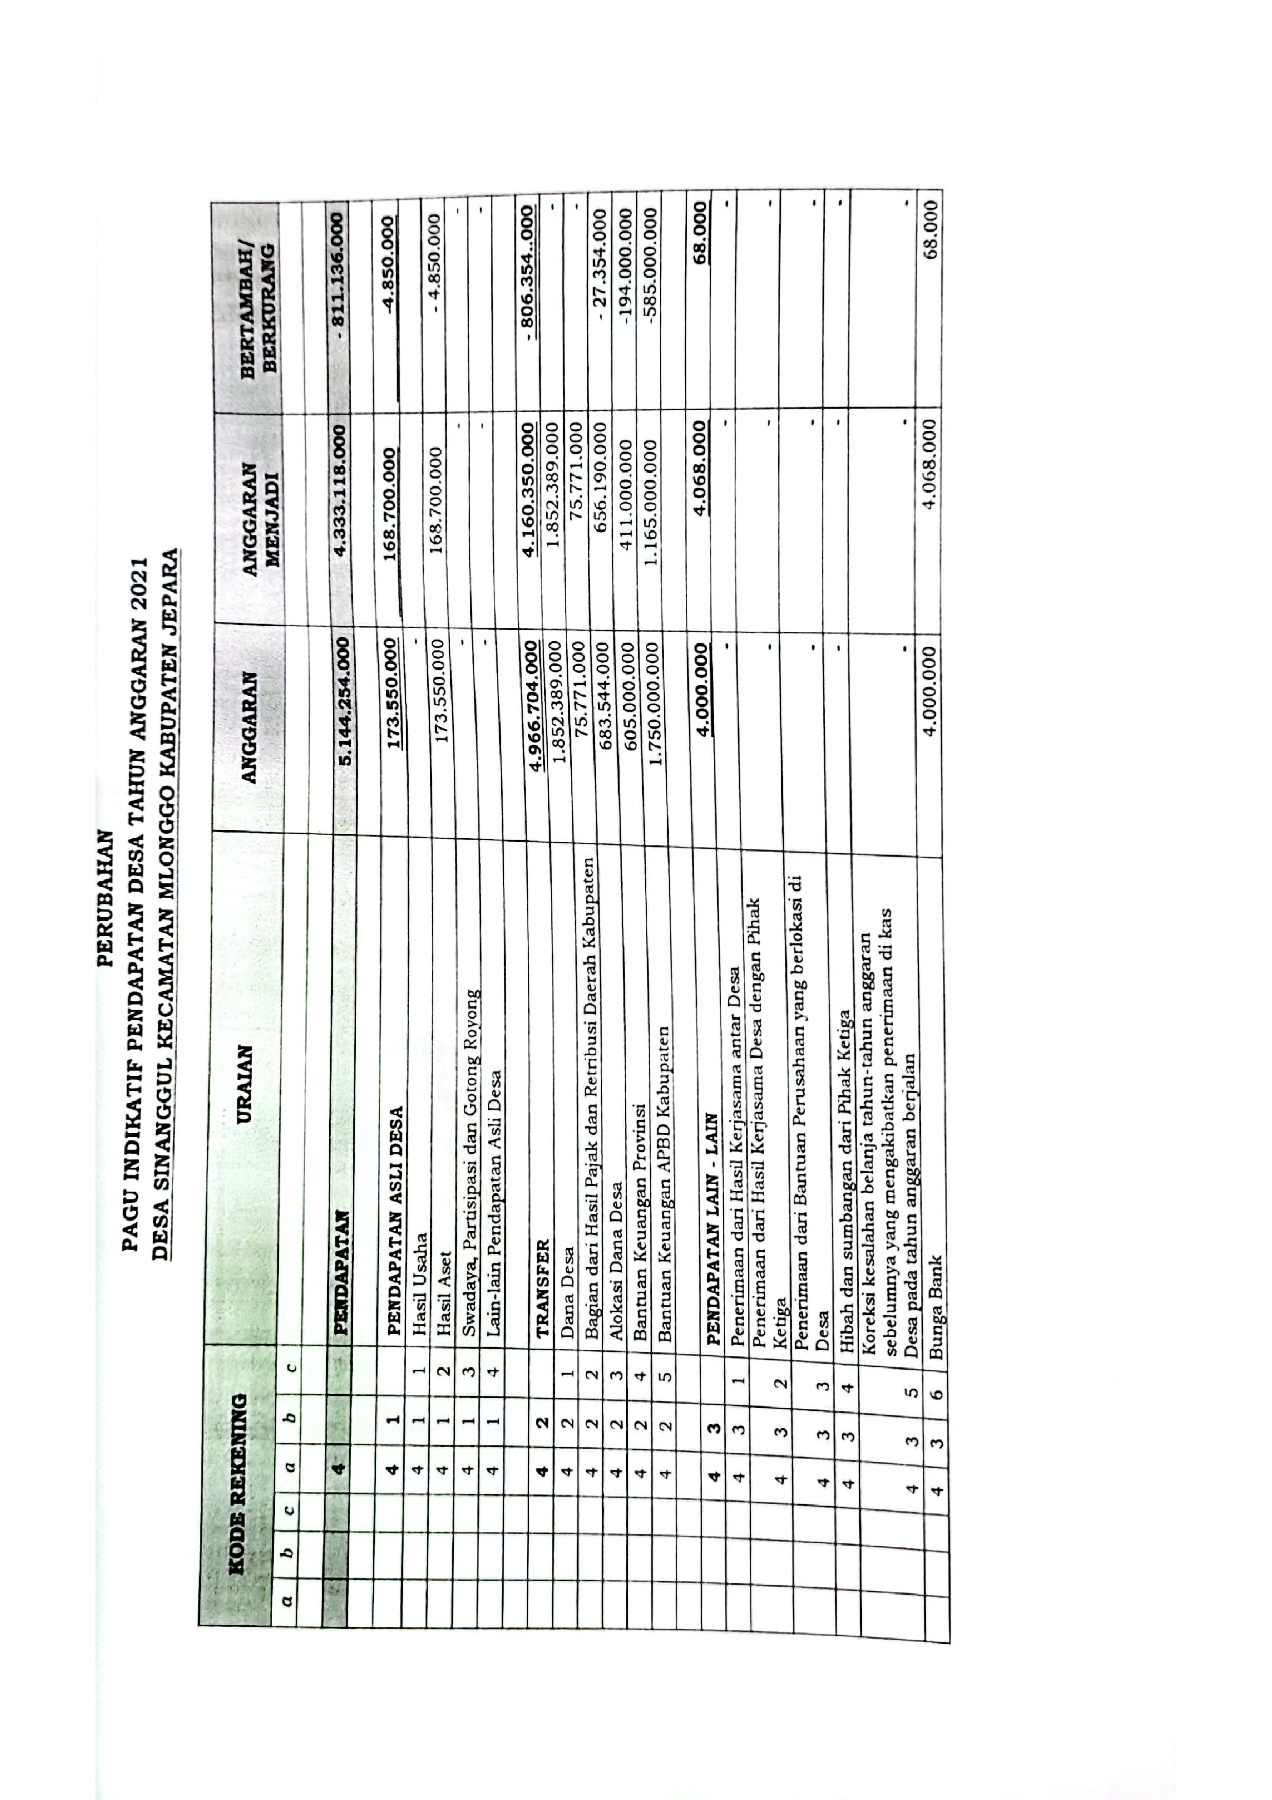 PERUBAHAN
PAGU INDIKATIF PENDAPATAN DESA TAHUN ANGGARAN 2021
DESA SINANGGUL KECAMATAN MLONGGO KABUPATEN JEPARA
KODE REKENING URAIAN ANGGARAN ANGGARAN MENJADI BERTAMBAH/ BERKURANG
a b c a b c
4 PENDAPATAN 5.144.254.000 4.333.118.000 - 811.136.000
4 1 PENDAPATAN ASLI DESA 173.550.000 168.700.000 -4.850.000
4 1 1 Hasil Usaha -
4 1 2 Hasil Aset 173.550.000 168.700.000 - 4.850.000
4 1 3 Swadaya, Partisipasi dan Gotong Royong - - -
4 1 4 Lain-lain Pendapatan Asli Desa - - -
4 2 TRANSFER 4.966.704.000 4.160.350.000 - 806.354..000
4 2 1 Dana Desa 1.852.389.000 1.852.389.000 -
4 2 2 Bagian dari Hasil Pajak dan Retribusi Daerah Kabupaten 75.771.000 75.771.000 -
4 2 3 Alokasi Dana Desa 683.544.000 656.190.000 - 27.354.000
4 2 4 Bantuan Keuangan Provinsi 605.000.000 411.000.000 -194.000.000
4 2 5 Bantuan Keuangan APBD Kabupaten 1.750.000.000 1.165.000.000 -585.000.000
4 3 PENDAPATAN LAIN - LAIN 4.000.000 4.068.000 68.000
4 3 1 Penerimaan dari Hasil Kerjasama antar Desa - - -
Penerimaan dari Hasil Kerjasama Desa dengan Pihak
4 3 2 Ketiga - - -
Penerimaan dari Bantuan Perusahaan yang berlokasi di
4 3 3 Desa - - -
4 3 4 Hibah dan sumbangan dari Pihak Ketiga - - -
Koreksi kesalahan belanja tahun-tahun anggaran
sebelumnya yang mengakibatkan penerimaan di kas
4 3 5 Desa pada tahun anggaran berjalan - - -
4 3 6 Bunga Bank 4.000.000 4.068.000 68.000